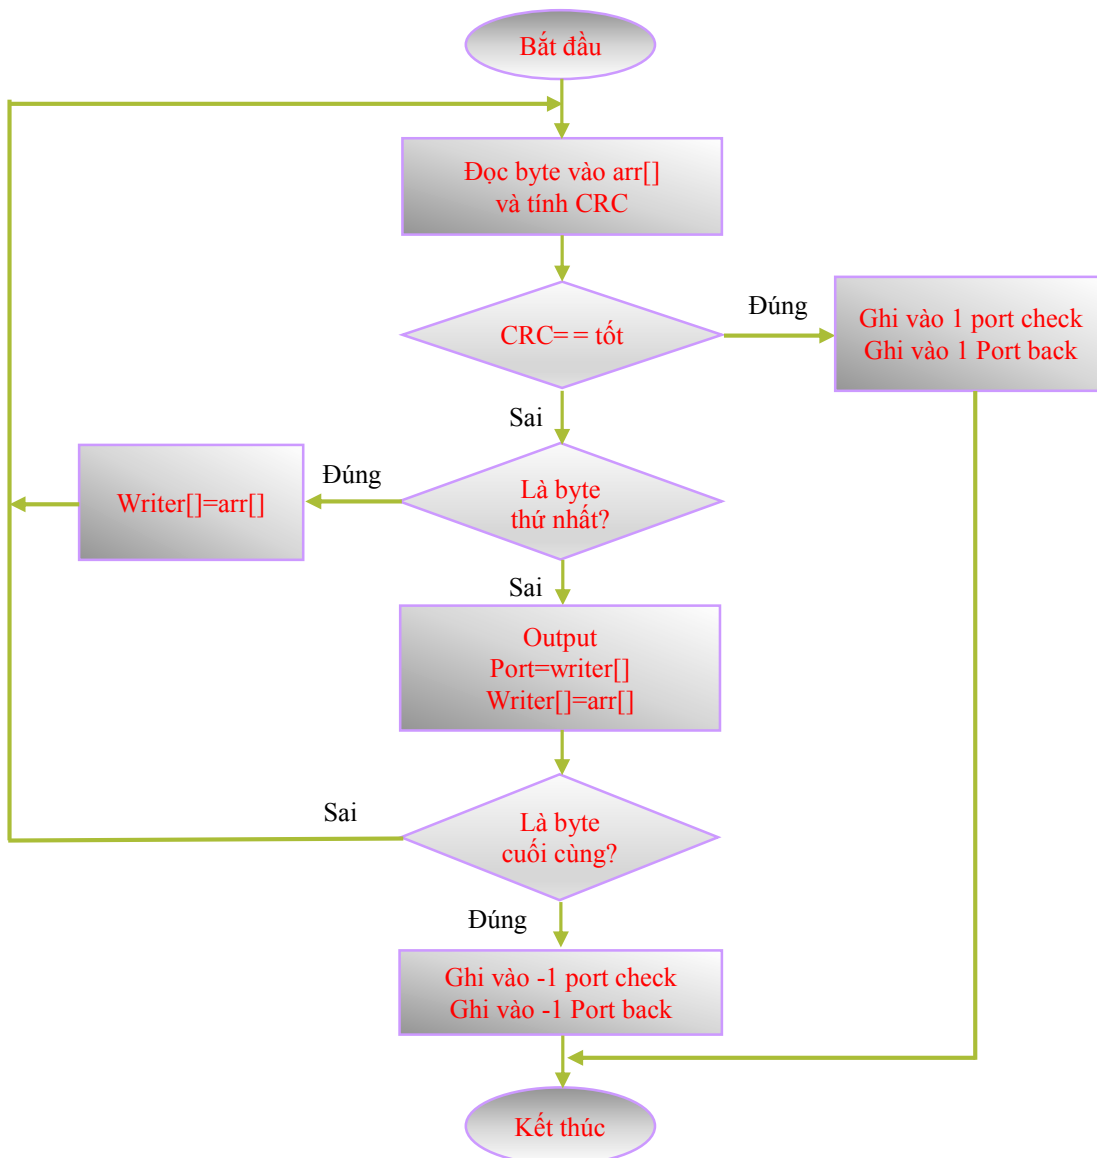 Bắt đầu
Đọc byte vào arr[]
và tính CRC
CRC= = tốt
Đúng
Ghi vào 1 port check
Ghi vào 1 Port back
Sai
Là byte
thứ nhất?
Đúng
Writer[]=arr[]
Sai
Output
Port=writer[]
Writer[]=arr[]
Là byte
cuối cùng?
Sai
Đúng
Ghi vào -1 port check
Ghi vào -1 Port back
Kết thúc